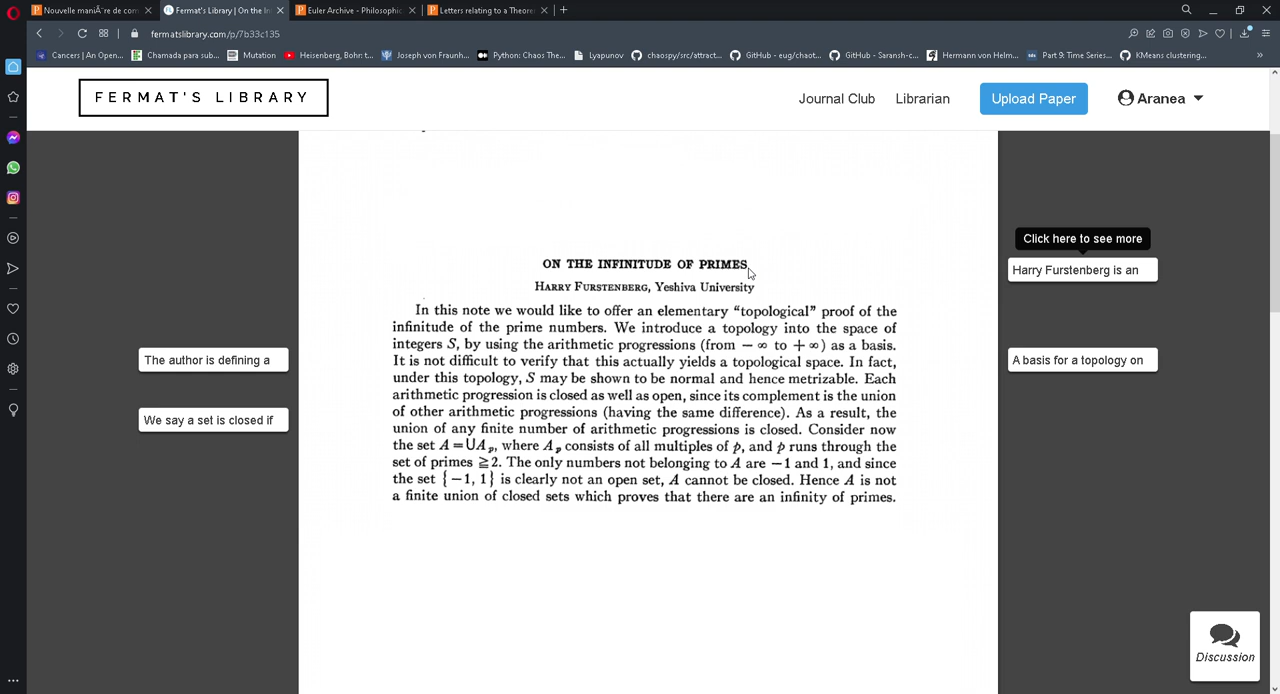 Nouvelle maniÃ¨re de com
Fermat's Library | On the In
Euler Archive - Philosophic
Letters relating to a Theore
fermatslibrary.com/p/7b33c135
Cancers | An Open...
Chamada para sub...
Mutation
Heisenberg, Bohr: t...
Joseph von Fraunh...
Python: Chaos The...
Lyapunov
chaospy/src/attract...
GitHub - eug/chaot...
GitHub - Saransh-c...
Hermann von Helm...
Part 9: Time Series...
KMeans clustering...
FERMAT'S LIBRARY
Journal Club
Librarian
Upload Paper
Aranea
Click here to see more
Harry Furstenberg is an
ON THE INFINITUDE OF PRIMES
HARRY FURSTENBERG, Yeshiva University
In this note we would like to offer an elementary “topological” proof of the
infinitude of the prime numbers. We introduce a topology into the space of
integers S, by using the arithmetic progressions (from − ∞ to + ∞) as a basis.
It is not difficult to verify that this actually yields a topological space. In fact,
under this topology, S may be shown to be normal and hence metrizable. Each
arithmetic progression is closed as well as open, since its complement is the union
of other arithmetic progressions (having the same difference). As a result, the
union of any finite number of arithmetic progressions is closed. Consider now
the set A = ∪Aₚ, where Aₚ consists of all multiples of p, and p runs through the
set of primes ≧2. The only numbers not belonging to A are −1 and 1, and since
the set {−1, 1} is clearly not an open set, A cannot be closed. Hence A is not
a finite union of closed sets which proves that there are an infinity of primes.
The author is defining a
A basis for a topology on
We say a set is closed if
Discussion